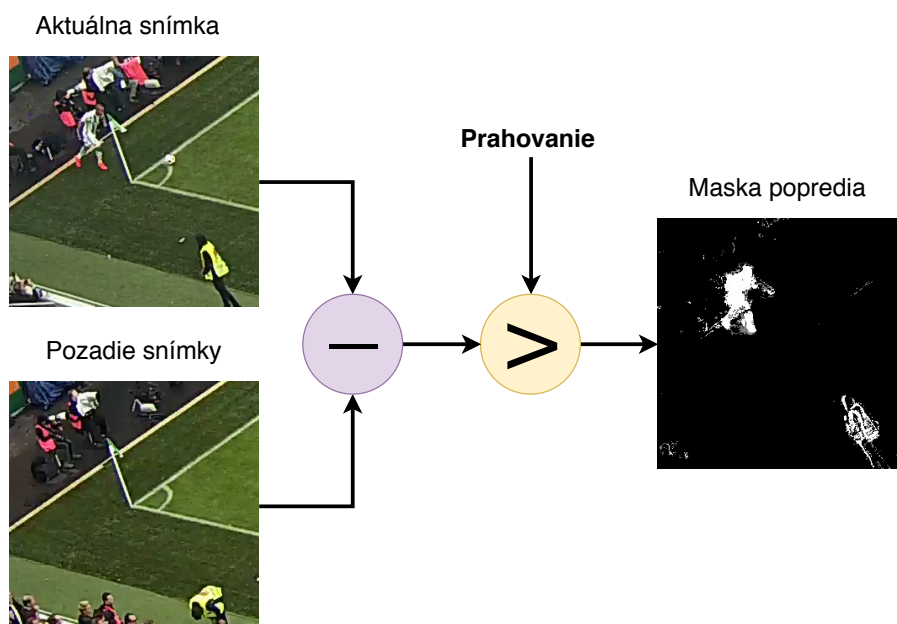 Aktuálna snímka
Prahovanie
Maska popredia
Pozadie snímky
−
>